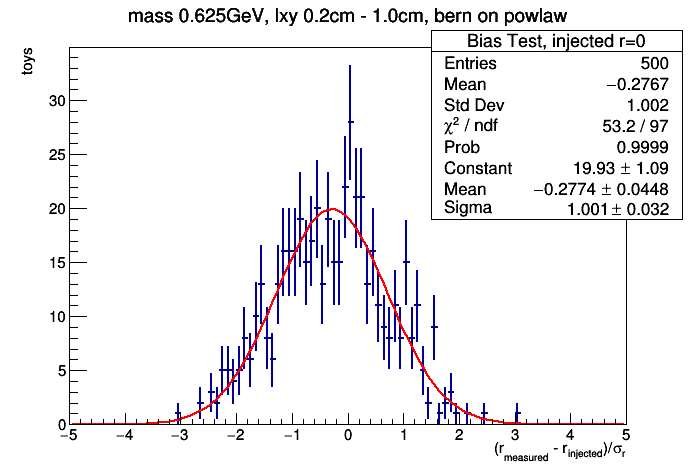 mass 0.625GeV, lxy 0.2cm - 1.0cm, bern on powlaw
Bias Test, injected r=0
Entries 500
Mean −0.2767
Std Dev 1.002
χ² / ndf 53.2 / 97
Prob 0.9999
Constant 19.93 ± 1.09
Mean −0.2774 ± 0.0448
Sigma 1.001 ± 0.032
toys
30
25
20
15
10
5
0
−5 −4 −3 −2 −1 0 1 2 3 4 5
(r_measured - r_injected)/σ_r